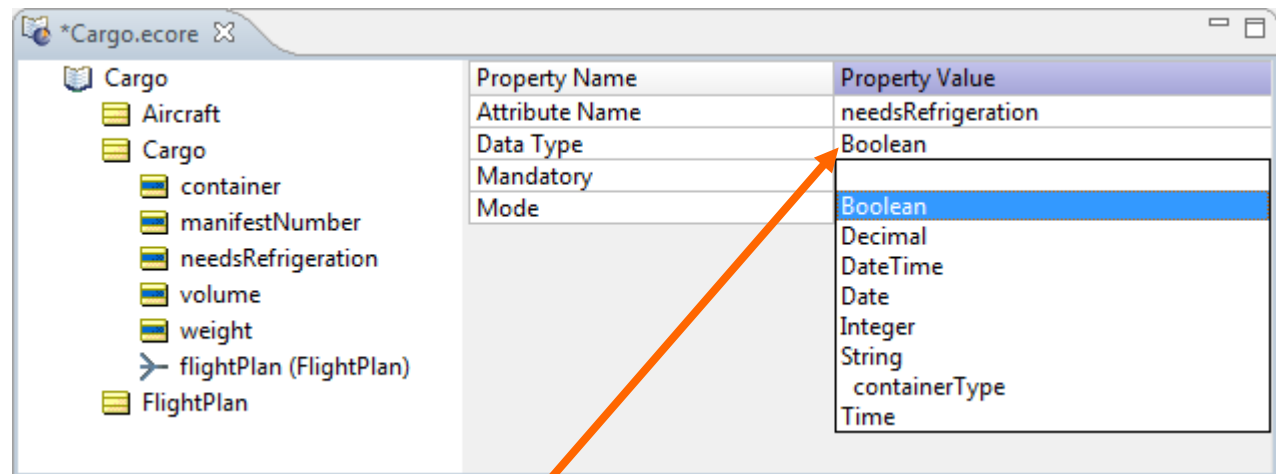 *Cargo.ecore
Cargo
Aircraft
Cargo
container
manifestNumber
needsRefrigeration
volume
weight
flightPlan (FlightPlan)
FlightPlan
Property Name Property Value
Attribute Name needsRefrigeration
Data Type Boolean
Mandatory
Mode
Boolean
Decimal
DateTime
Date
Integer
String
containerType
Time